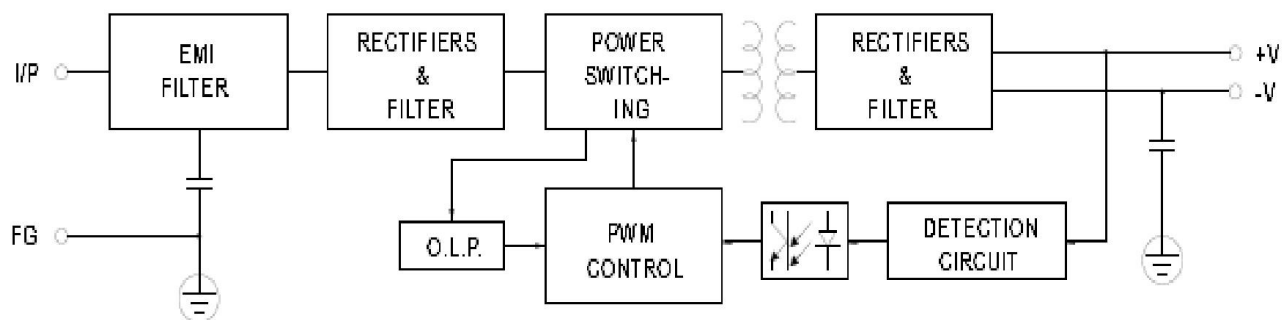 I/P
EMI
FILTER
RECTIFIERS
&
FILTER
POWER
SWITCH-
ING
RECTIFIERS
&
FILTER
+V
-V
FG
O.L.P.
PWM
CONTROL
DETECTION
CIRCUIT